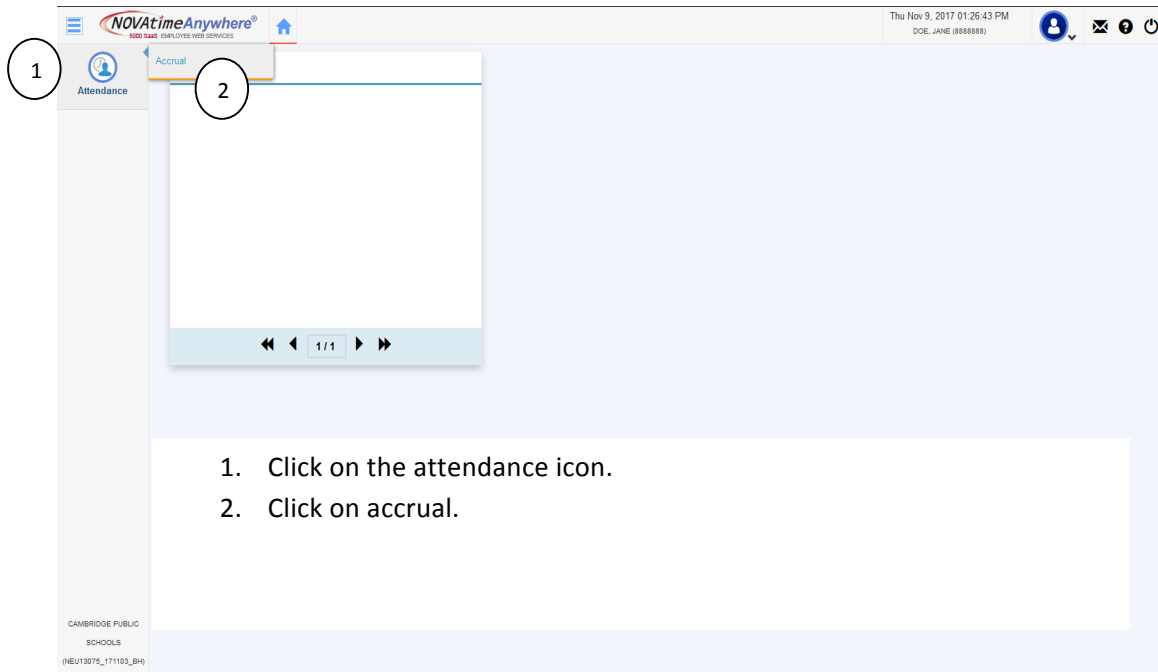 NOVAtimeAnywhere®
5000 SaaS EMPLOYEE WEB SERVICES
Thu Nov 9, 2017 01:26:43 PM
DOE, JANE (8888888)
1
Attendance
Accrual
2
1 / 1
1. Click on the attendance icon.
2. Click on accrual.
CAMBRIDGE PUBLIC
SCHOOLS
(NEU13075_171103_BH)